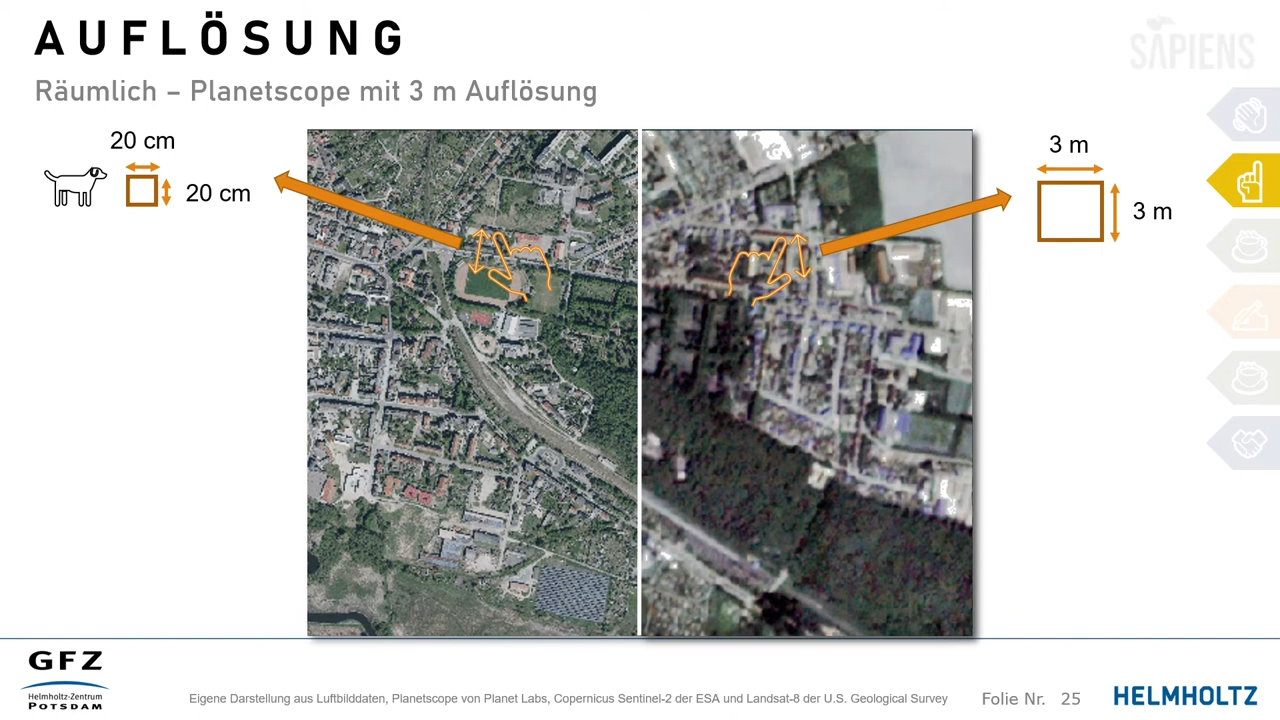 AUFLÖSUNG
SAPIENS
Räumlich – Planetscope mit 3 m Auflösung
20 cm
20 cm
3 m
3 m
GFZ
Helmholtz-Zentrum
POTSDAM
Eigene Darstellung aus Luftbilddaten, Planetscope von Planet Labs, Copernicus Sentinel-2 der ESA und Landsat-8 der U.S. Geological Survey
Folie Nr. 25
HELMHOLTZ